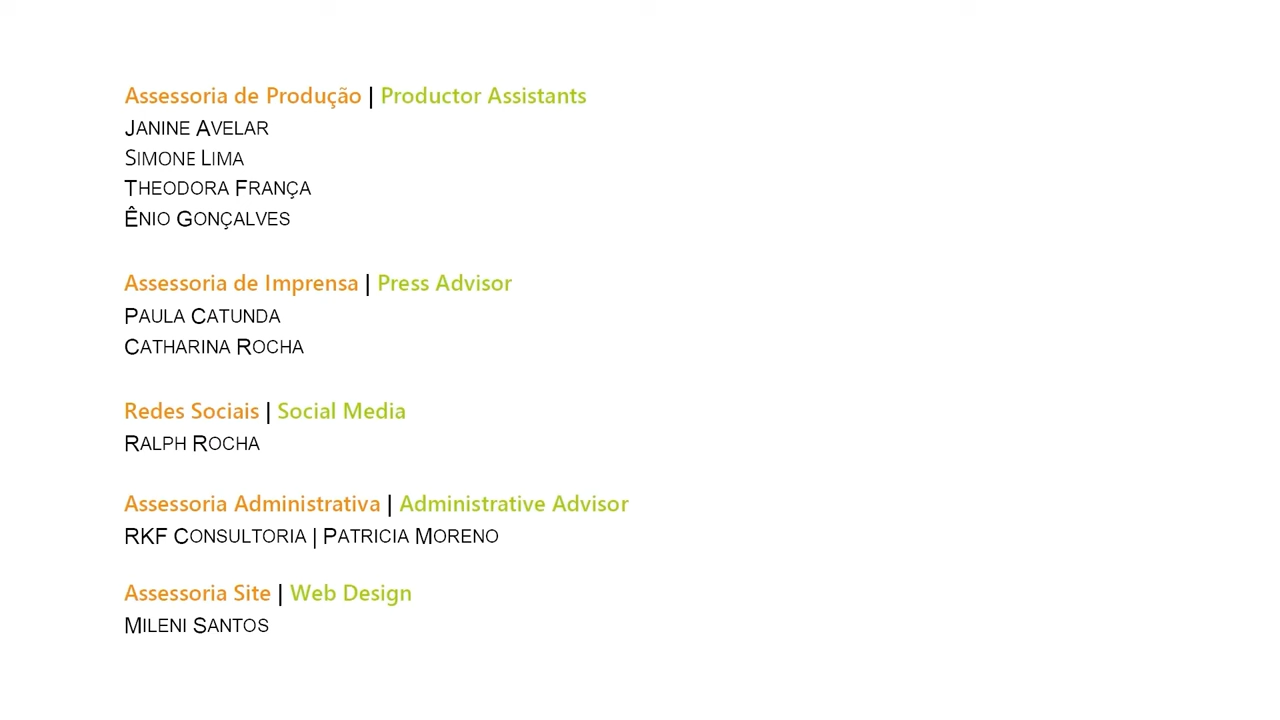 Assessoria de Produção | Productor Assistants
JANINE AVELAR
SIMONE LIMA
THEODORA FRANÇA
ÊNIO GONÇALVES
Assessoria de Imprensa | Press Advisor
PAULA CATUNDA
CATHARINA ROCHA
Redes Sociais | Social Media
RALPH ROCHA
Assessoria Administrativa | Administrative Advisor
RKF CONSULTORIA | PATRICIA MORENO
Assessoria Site | Web Design
MILENI SANTOS